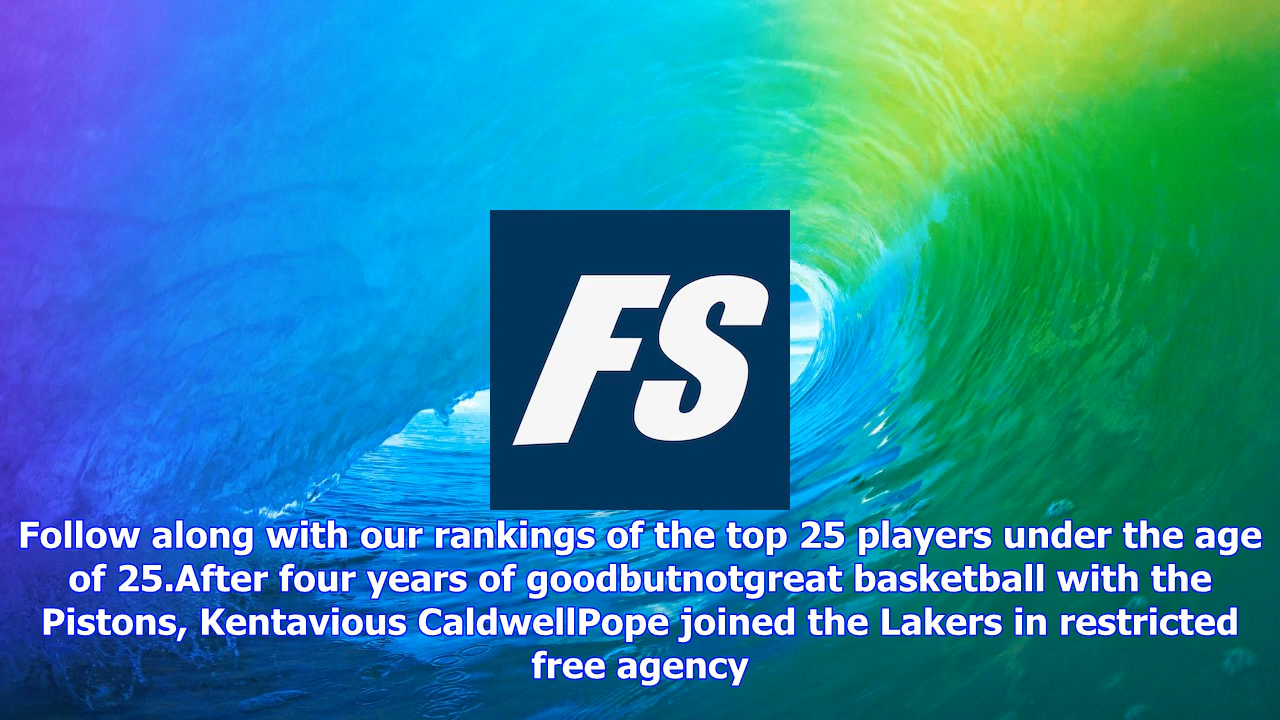 FS
Follow along with our rankings of the top 25 players under the age
of 25.After four years of goodbutnotgreat basketball with the
Pistons, Kentavious CaldwellPope joined the Lakers in restricted
free agency